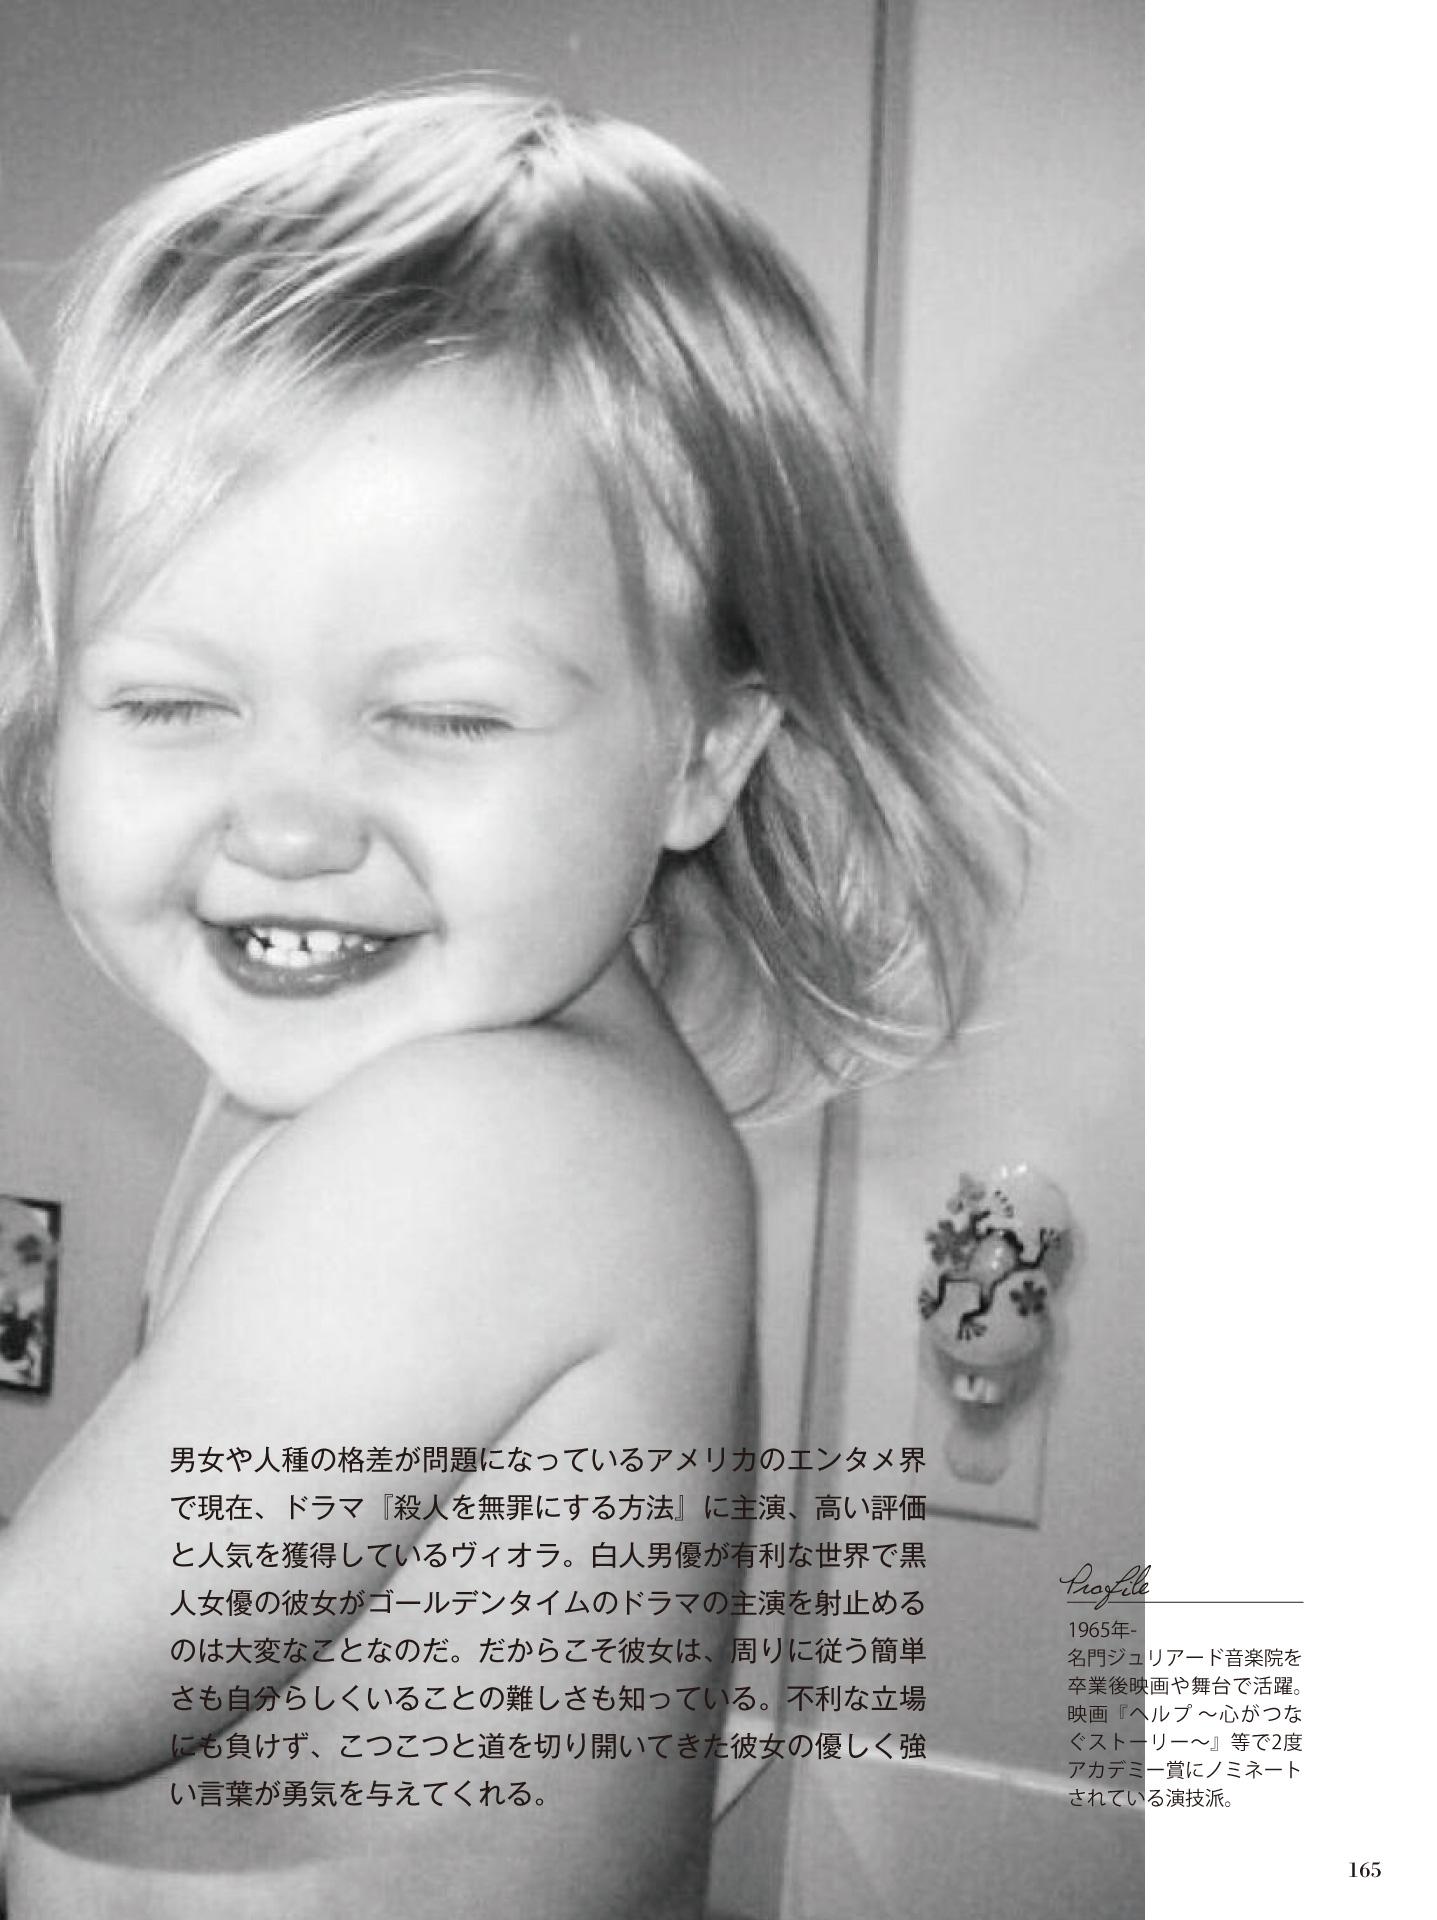 男女や人種の格差が問題になっているアメリカのエンタメ界
で現在、ドラマ『殺人を無罪にする方法』に主演、高い評価
と人気を獲得しているヴィオラ。白人男優が有利な世界で黒
人女優の彼女がゴールデンタイムのドラマの主演を射止める
のは大変なことなのだ。だからこそ彼女は、周りに従う簡単
さも自分らしくいることの難しさも知っている。不利な立場
にも負けず、こつこつと道を切り開いてきた彼女の優しく強
い言葉が勇気を与えてくれる。
Profile
1965年-
名門ジュリアード音楽院を
卒業後映画や舞台で活躍。
映画『ヘルプ 〜心がつな
ぐストーリー〜』等で2度
アカデミー賞にノミネート
されている演技派。
165